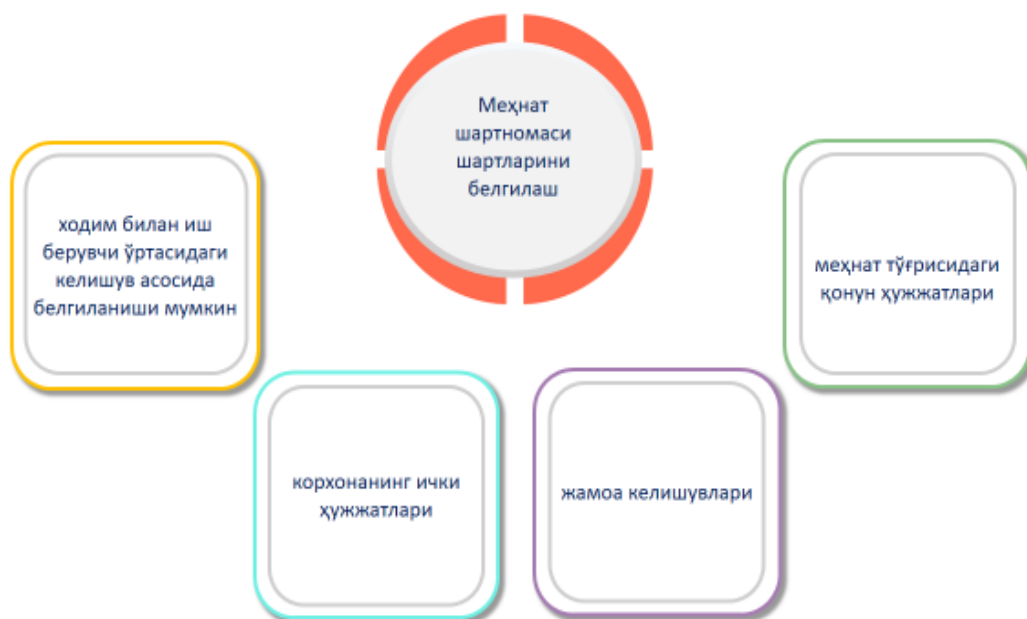 Меҳнат
шартномаси
шартларини
белгилаш
ходим билан иш
берувчи ўртасидаги
келишув асосида
белгиланиши мумкин
меҳнат тўғрисидаги
қонун ҳужжатлари
корхонанинг ички
ҳужжатлари
жамоа келишувлари